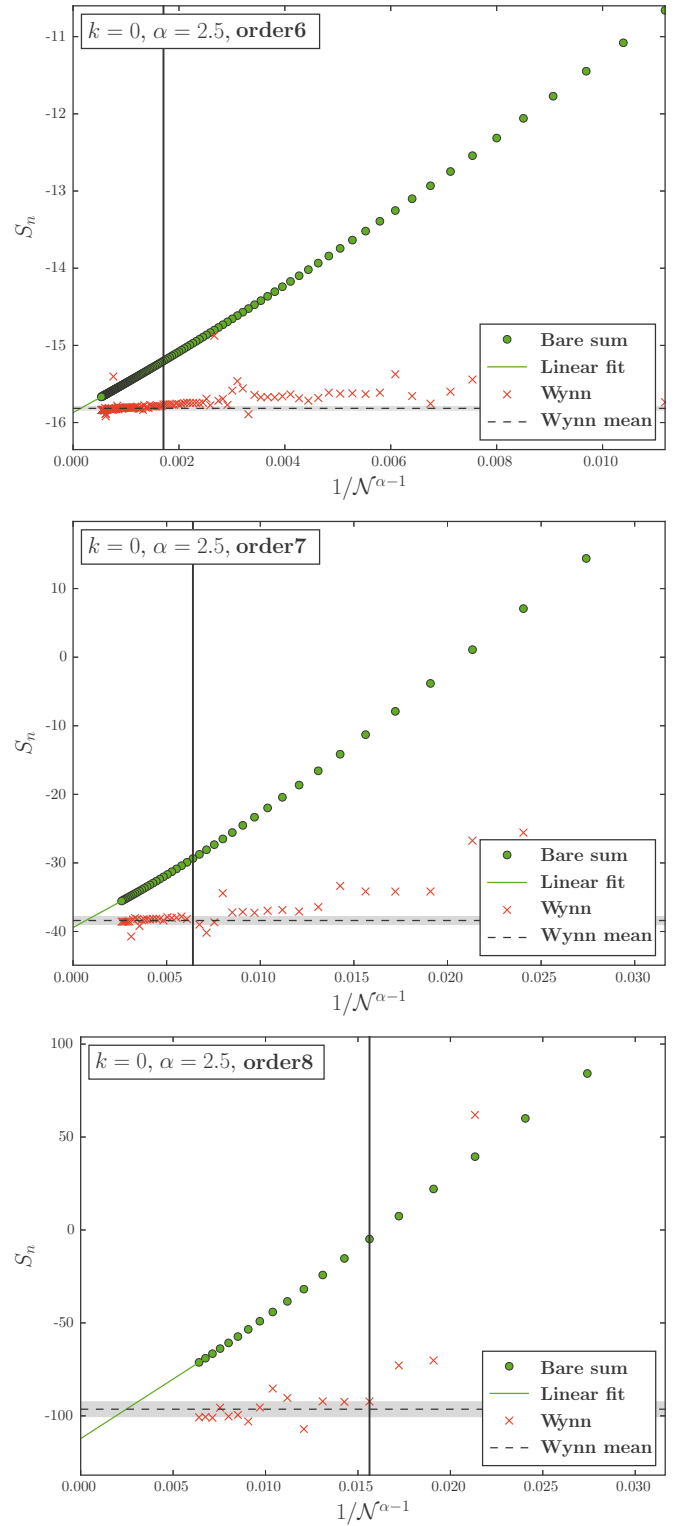 k = 0, α = 2.5, order6
-11
-12
-13
-14
-15
-16
S_n
Bare sum
Linear fit
Wynn
Wynn mean
0.000 0.002 0.004 0.006 0.008 0.010
1/𝒩^{α−1}
k = 0, α = 2.5, order7
10
0
-10
-20
-30
-40
S_n
Bare sum
Linear fit
Wynn
Wynn mean
0.000 0.005 0.010 0.015 0.020 0.025 0.030
1/𝒩^{α−1}
k = 0, α = 2.5, order8
100
50
0
-50
-100
S_n
Bare sum
Linear fit
Wynn
Wynn mean
0.000 0.005 0.010 0.015 0.020 0.025 0.030
1/𝒩^{α−1}